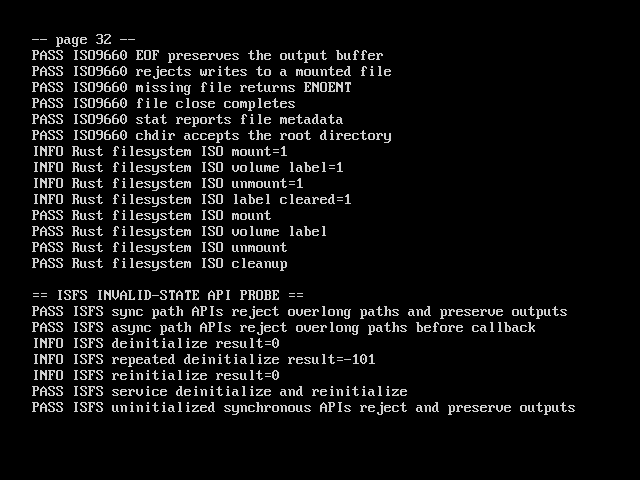 -- page 32 --
PASS ISO9660 EOF preserves the output buffer
PASS ISO9660 rejects writes to a mounted file
PASS ISO9660 missing file returns ENOENT
PASS ISO9660 file close completes
PASS ISO9660 stat reports file metadata
PASS ISO9660 chdir accepts the root directory
INFO Rust filesystem ISO mount=1
INFO Rust filesystem ISO volume label=1
INFO Rust filesystem ISO unmount=1
INFO Rust filesystem ISO label cleared=1
PASS Rust filesystem ISO mount
PASS Rust filesystem ISO volume label
PASS Rust filesystem ISO unmount
PASS Rust filesystem ISO cleanup
== ISFS INVALID-STATE API PROBE ==
PASS ISFS sync path APIs reject overlong paths and preserve outputs
PASS ISFS async path APIs reject overlong paths before callback
INFO ISFS deinitialize result=0
INFO ISFS repeated deinitialize result=-101
INFO ISFS reinitialize result=0
PASS ISFS service deinitialize and reinitialize
PASS ISFS uninitialized synchronous APIs reject and preserve outputs